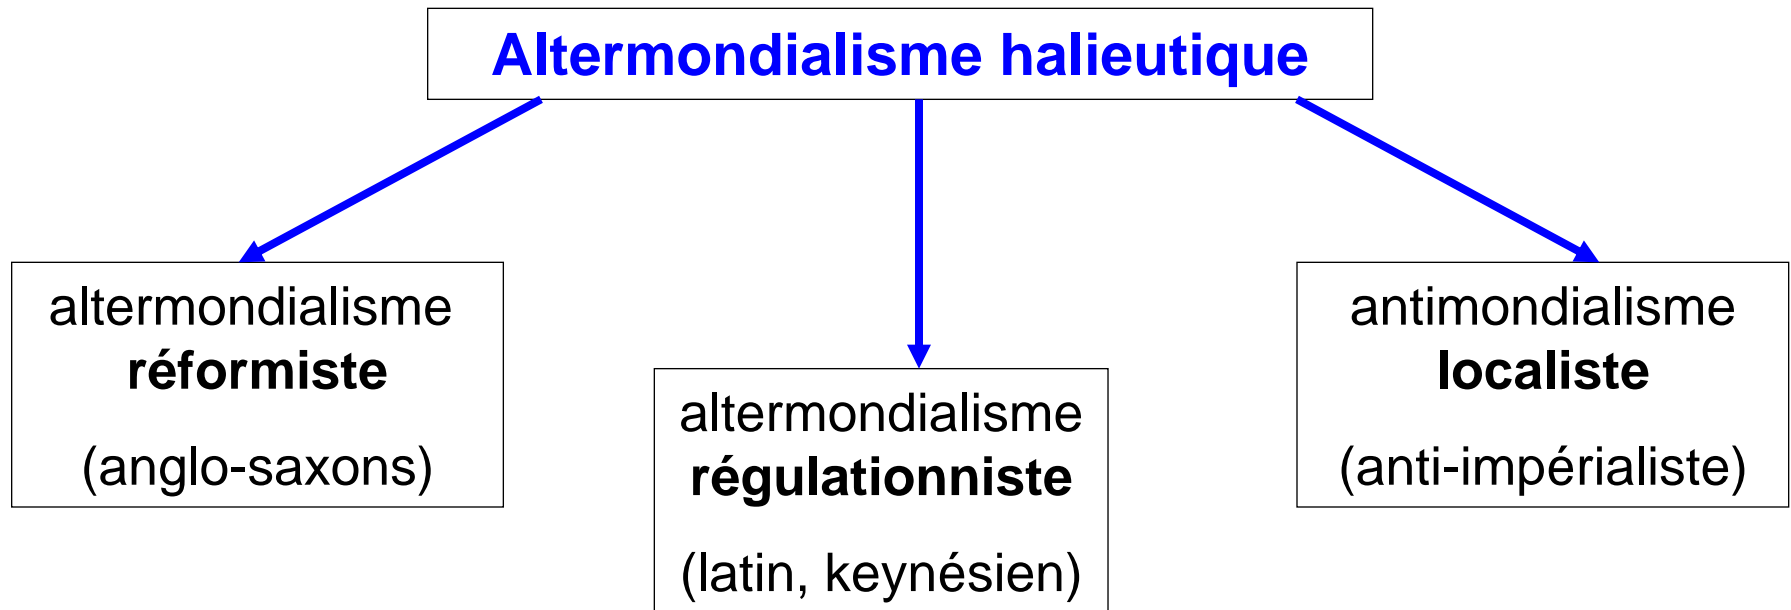 Altermondialisme halieutique
altermondialisme
réformiste
(anglo-saxons)
altermondialisme
régulationniste
(latin, keynésien)
antimondialisme
localiste
(anti-impérialiste)